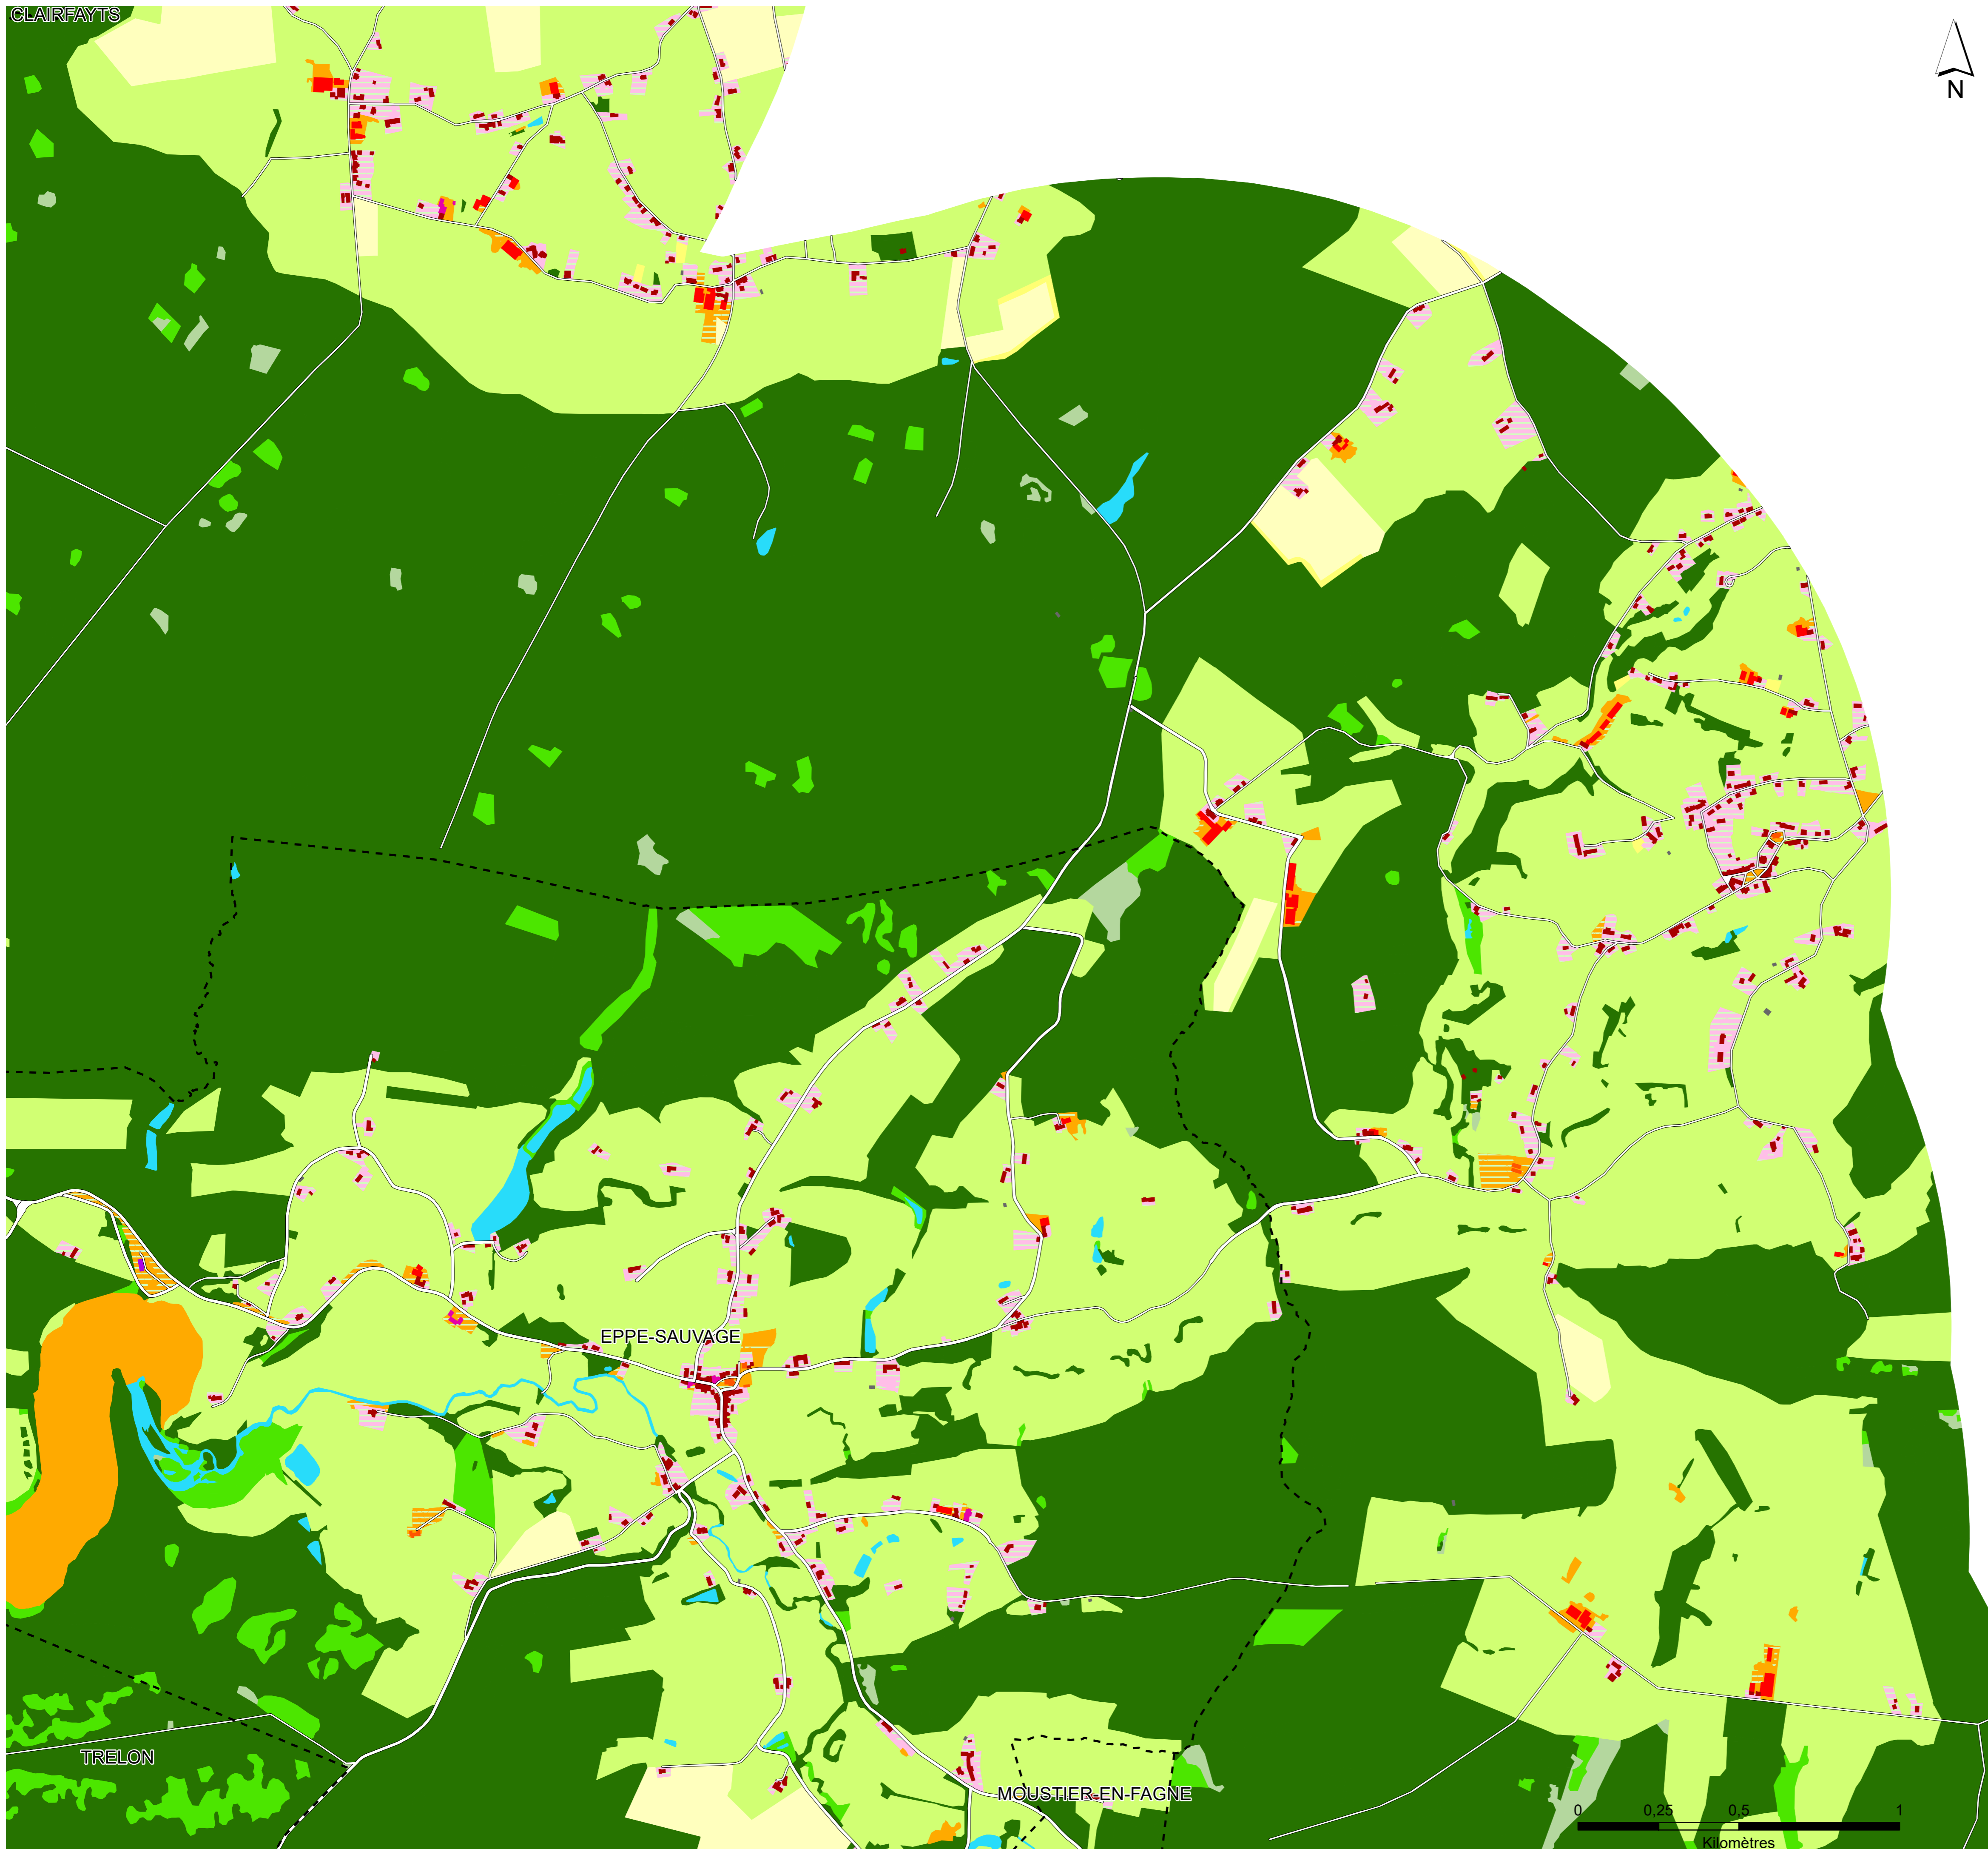 CLAIRFAYTS
N
EPPE-SAUVAGE
TRELON
MOUSTIER-EN-FAGNE
0 0,25 0,5 1
Kilomètres